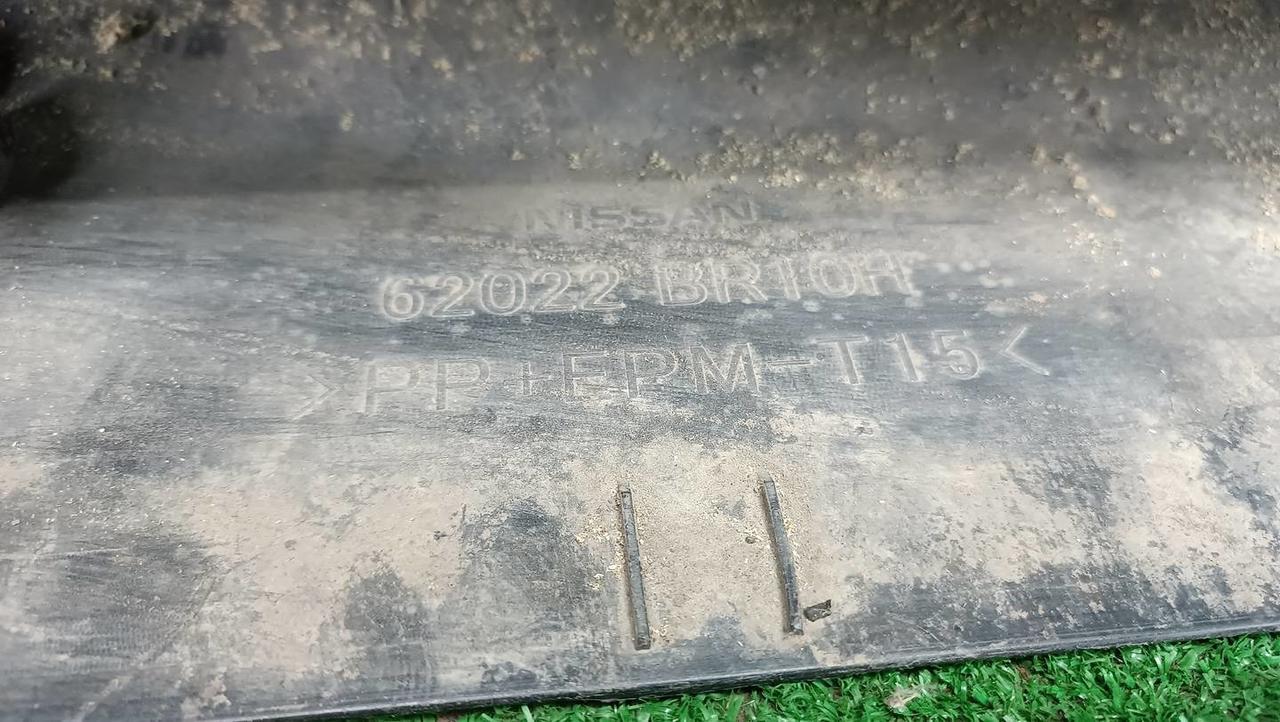 NISSAN
62022 BR10H
>PP+EPM-T15<